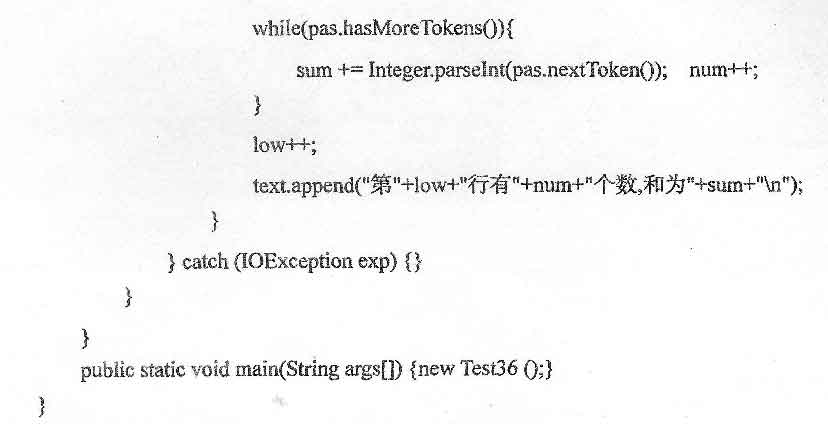 while(pas.hasMoreTokens()){
sum += Integer.parseInt(pas.nextToken()); num++;
}
low++;
text.append("第"+low+"行有"+num+"个数,和为"+sum+"\n");
}
} catch (IOException exp) {}
}
}
public static void main(String args[]) {new Test36 ();}
}